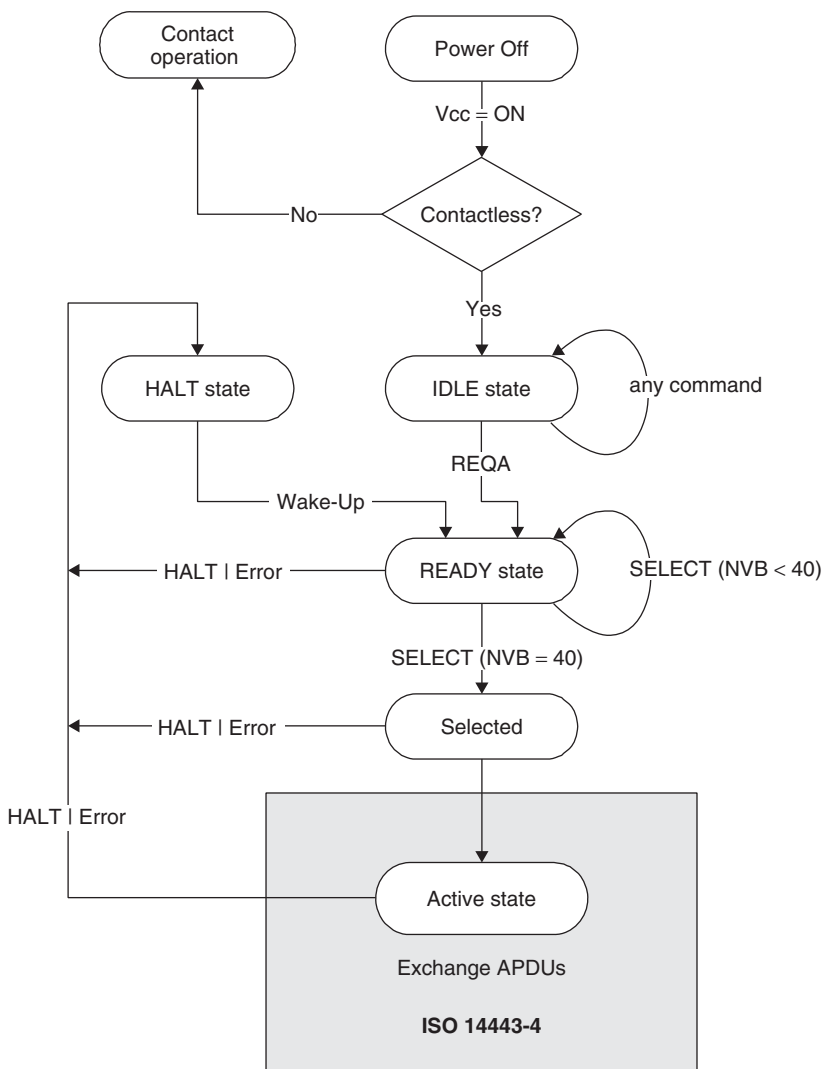 Contact
operation
Power Off
Vcc = ON
No
Contactless?
Yes
HALT state
IDLE state
any command
REQA
Wake-Up
HALT | Error
READY state
SELECT (NVB < 40)
SELECT (NVB = 40)
HALT | Error
Selected
HALT | Error
Active state
Exchange APDUs
ISO 14443-4